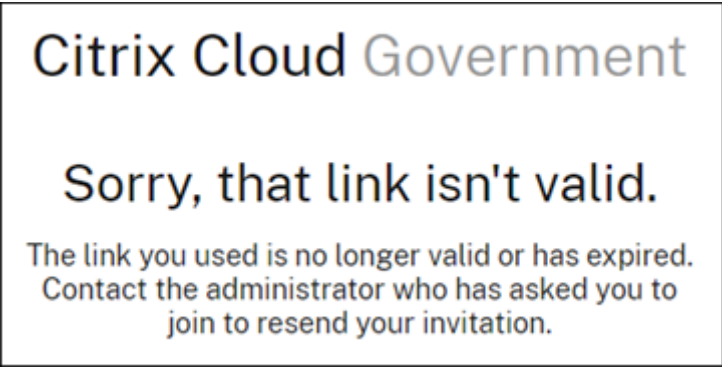 Citrix Cloud Government
Sorry, that link isn't valid.
The link you used is no longer valid or has expired.
Contact the administrator who has asked you to
join to resend your invitation.